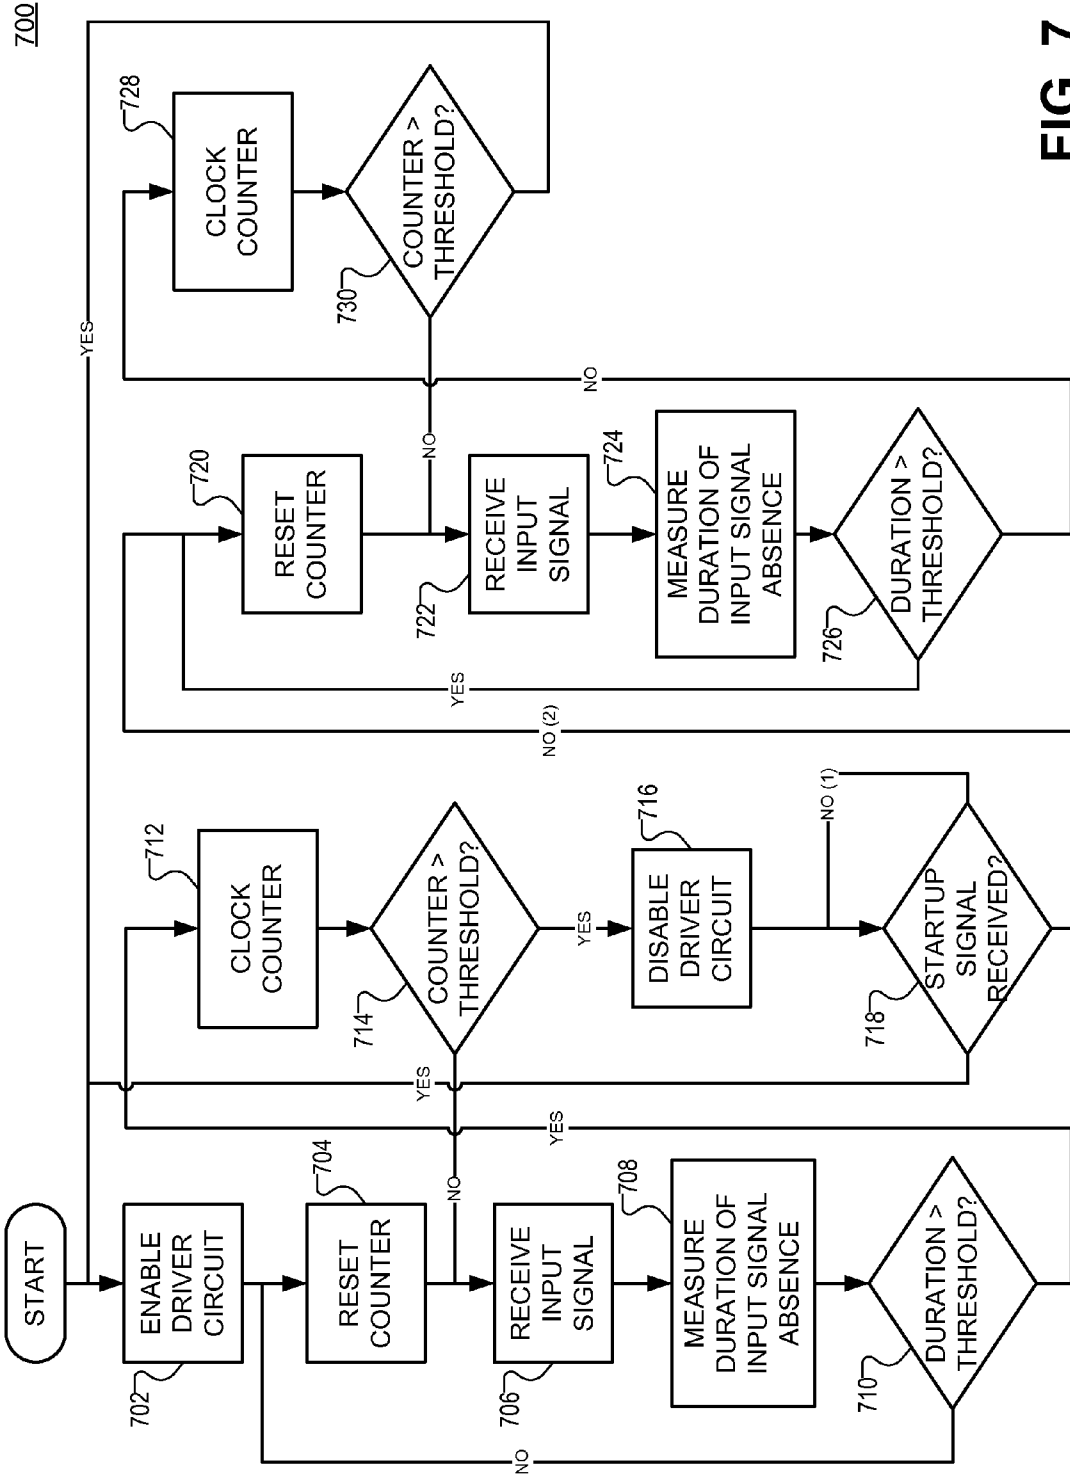 700
START
ENABLE
DRIVER
CIRCUIT
702
RESET
COUNTER
704
NO
RECEIVE
INPUT
SIGNAL
706
MEASURE
DURATION OF
INPUT SIGNAL
ABSENCE
708
DURATION >
THRESHOLD?
710
NO
YES
YES
CLOCK
COUNTER
712
COUNTER >
THRESHOLD?
714
YES
DISABLE
DRIVER
CIRCUIT
716
NO (1)
STARTUP
SIGNAL
RECEIVED?
718
NO (2)
YES
RESET
COUNTER
720
NO
RECEIVE
INPUT
SIGNAL
722
MEASURE
DURATION OF
INPUT SIGNAL
ABSENCE
724
DURATION >
THRESHOLD?
726
NO
YES
CLOCK
COUNTER
728
COUNTER >
THRESHOLD?
730
FIG. 7